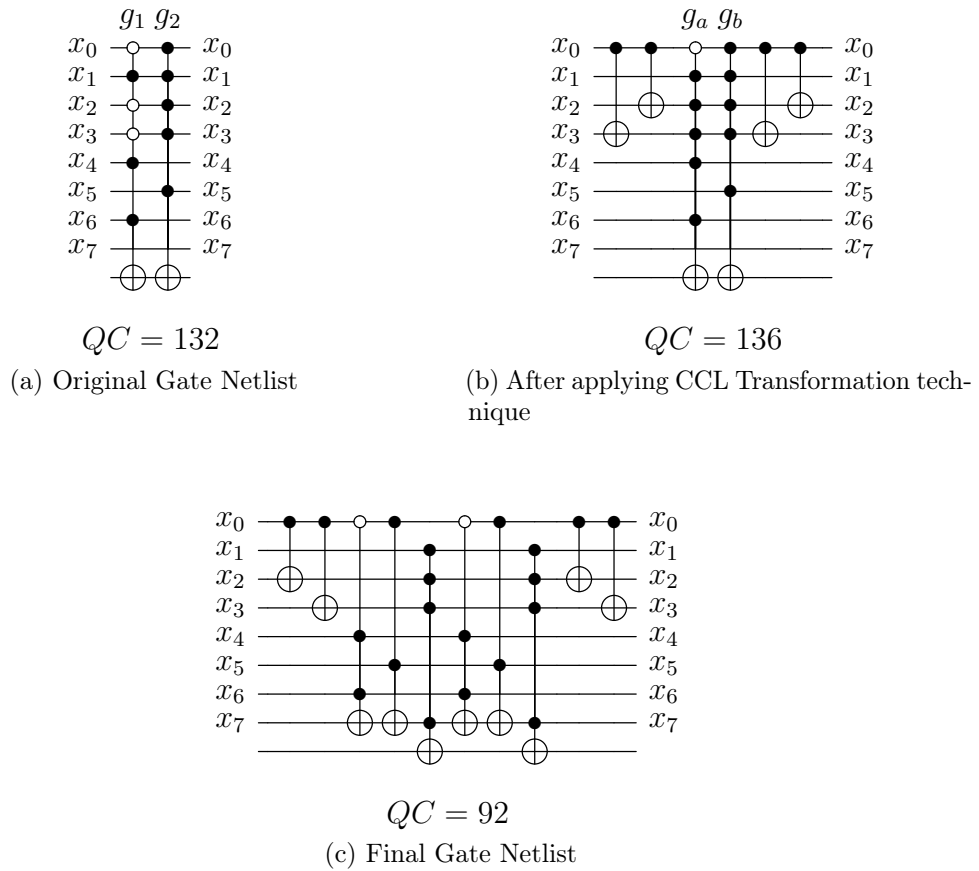 g₁ g₂
x₀ x₀
x₁ x₁
x₂ x₂
x₃ x₃
x₄ x₄
x₅ x₅
x₆ x₆
x₇ x₇
QC = 132
(a) Original Gate Netlist
gₐ g_b
x₀ x₀
x₁ x₁
x₂ x₂
x₃ x₃
x₄ x₄
x₅ x₅
x₆ x₆
x₇ x₇
QC = 136
(b) After applying CCL Transformation tech-
nique
x₀ x₀
x₁ x₁
x₂ x₂
x₃ x₃
x₄ x₄
x₅ x₅
x₆ x₆
x₇ x₇
QC = 92
(c) Final Gate Netlist